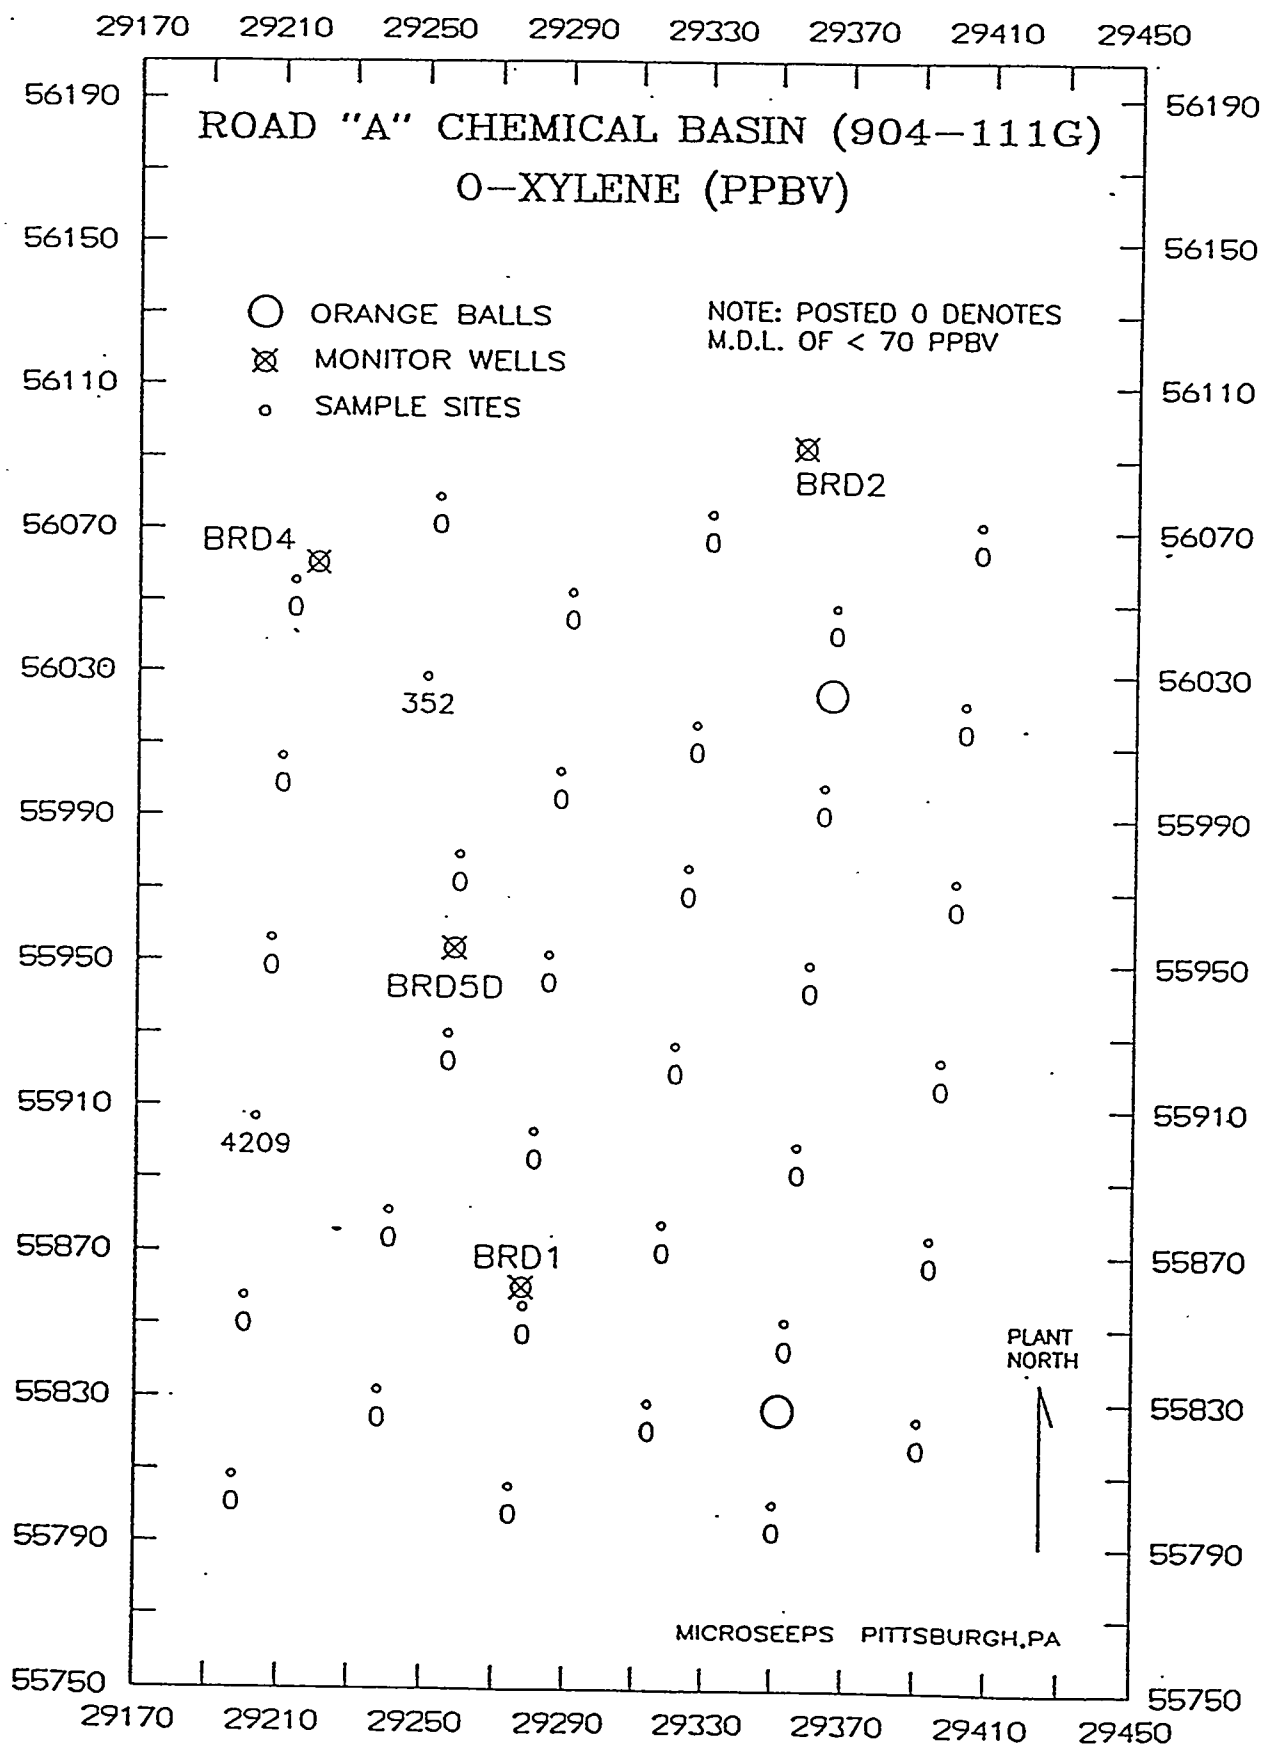 29170 29210 29250 29290 29330 29370 29410 29450
56190 56190
ROAD "A" CHEMICAL BASIN (904-111G)
O-XYLENE (PPBV)
56150 56150
ORANGE BALLS
NOTE: POSTED 0 DENOTES
MONITOR WELLS
M.D.L. OF < 70 PPBV
56110 56110
SAMPLE SITES
BRD2
56070 0 0 0 56070
BRD4
0 0 0
56030 56030
352
0 0
0 0 0
55990 55990
0 0 0
55950 0 0 0 55950
BRD5D
0 0 0
55910 55910
4209 0 0
0 0 0
55870 BRD1 55870
0 0 0
PLANT
NORTH
55830 0 0 0 55830
0 0 0
55790 55790
MICROSEEPS PITTSBURGH,PA
55750 55750
29170 29210 29250 29290 29330 29370 29410 29450